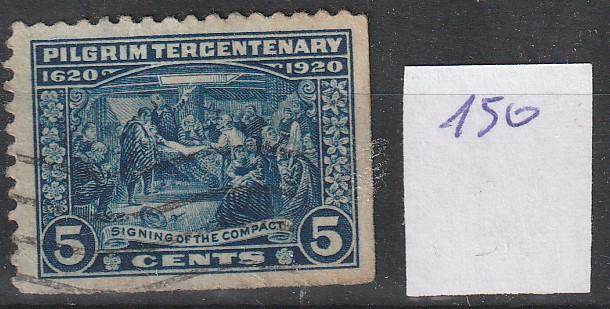 PILGRIM TERCENTENARY
1620 1920
SIGNING OF THE COMPACT
5 CENTS 5
150